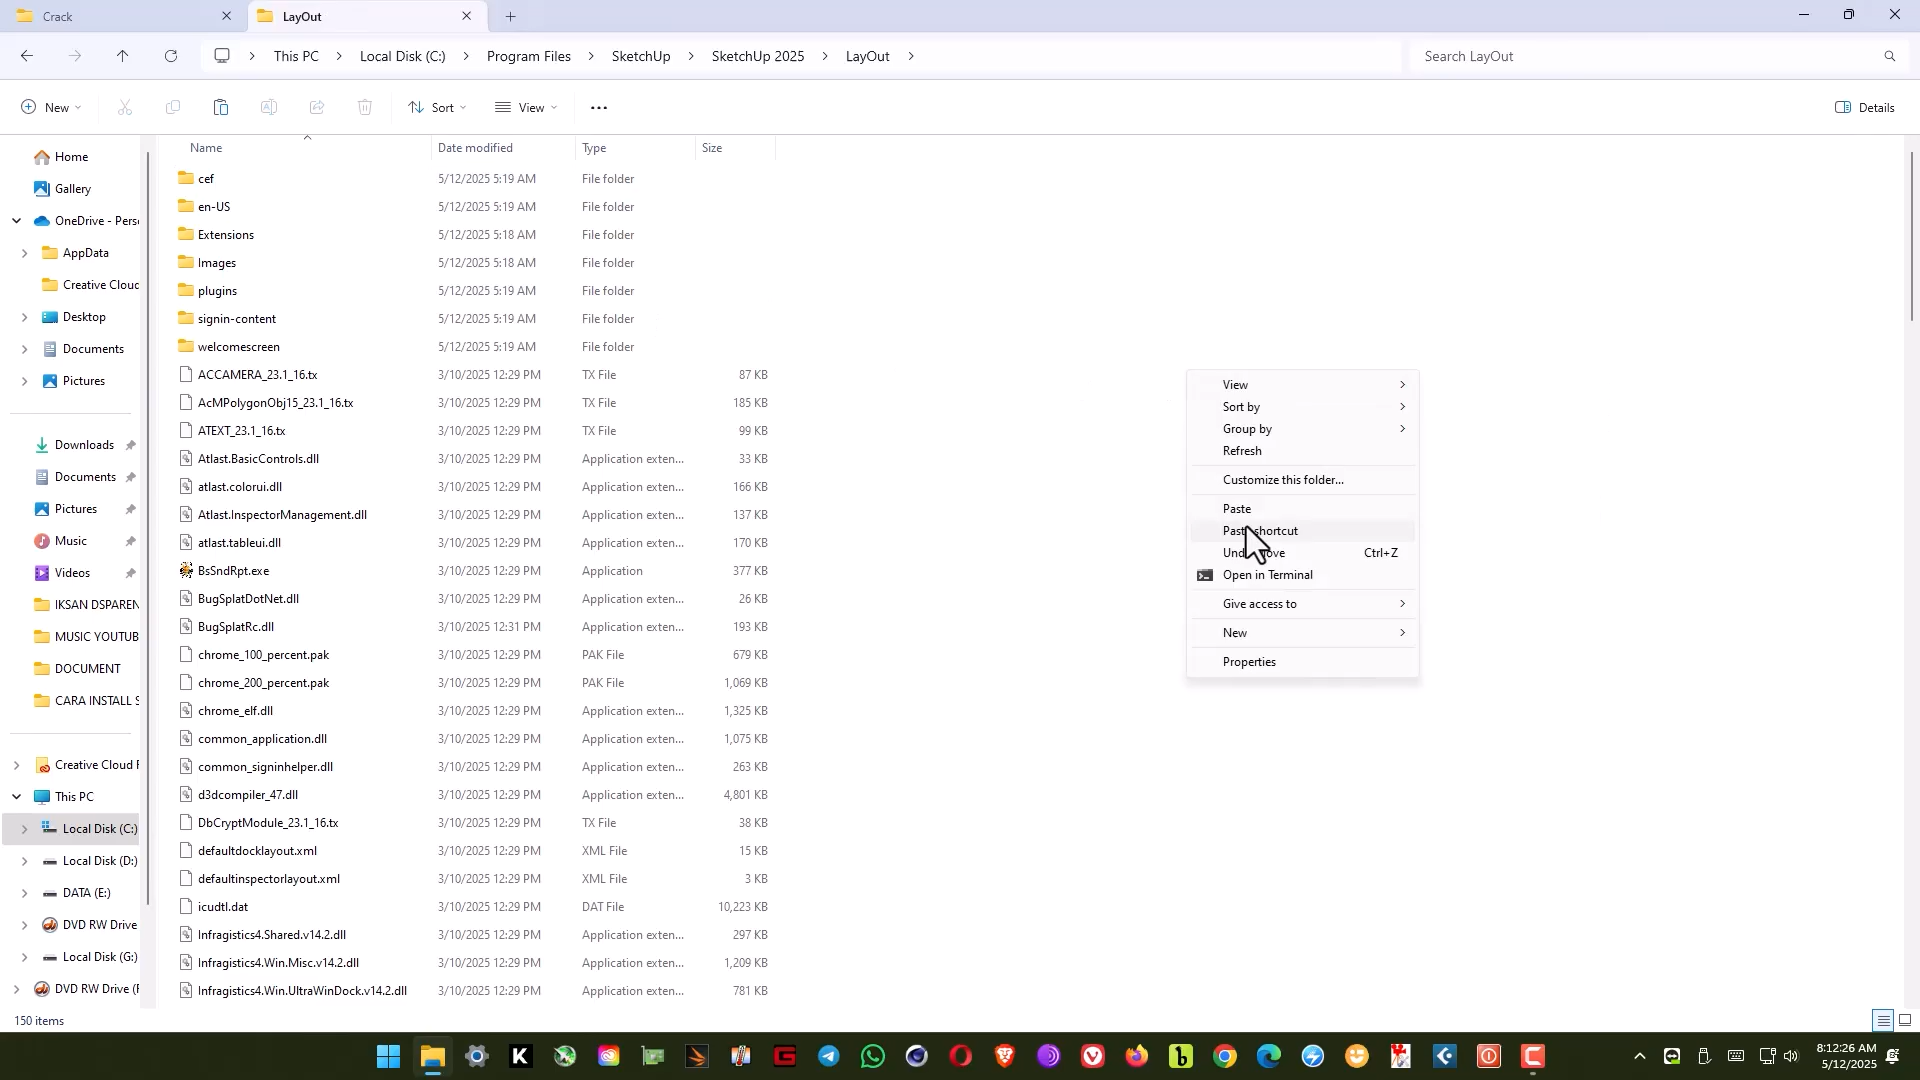 Crack
LayOut
This PC
Local Disk (C:)
Program Files
SketchUp
SketchUp 2025
LayOut
Search LayOut
New
Sort
View
Details
Home
Gallery
OneDrive - Pers
AppData
Creative Cloud
Desktop
Documents
Pictures
Downloads
Documents
Pictures
Music
Videos
IKSAN DSPAREN
MUSIC YOUTUB
DOCUMENT
CARA INSTALL S
Creative Cloud F
This PC
Local Disk (C:)
Local Disk (D:)
DATA (E:)
DVD RW Drive
Local Disk (G:)
DVD RW Drive (F
Name Date modified Type Size
cef 5/12/2025 5:19 AM File folder
en-US 5/12/2025 5:19 AM File folder
Extensions 5/12/2025 5:18 AM File folder
Images 5/12/2025 5:18 AM File folder
plugins 5/12/2025 5:19 AM File folder
signin-content 5/12/2025 5:19 AM File folder
welcomescreen 5/12/2025 5:19 AM File folder
ACCAMERA_23.1_16.tx 3/10/2025 12:29 PM TX File 87 KB
AcMPolygonObj15_23.1_16.tx 3/10/2025 12:29 PM TX File 185 KB
ATEXT_23.1_16.tx 3/10/2025 12:29 PM TX File 99 KB
Atlast.BasicControls.dll 3/10/2025 12:29 PM Application exten... 33 KB
atlast.colorui.dll 3/10/2025 12:29 PM Application exten... 166 KB
Atlast.InspectorManagement.dll 3/10/2025 12:29 PM Application exten... 137 KB
atlast.tableui.dll 3/10/2025 12:29 PM Application exten... 170 KB
BsSndRpt.exe 3/10/2025 12:29 PM Application 377 KB
BugSplatDotNet.dll 3/10/2025 12:29 PM Application exten... 26 KB
BugSplatRc.dll 3/10/2025 12:31 PM Application exten... 193 KB
chrome_100_percent.pak 3/10/2025 12:29 PM PAK File 679 KB
chrome_200_percent.pak 3/10/2025 12:29 PM PAK File 1,069 KB
chrome_elf.dll 3/10/2025 12:29 PM Application exten... 1,325 KB
common_application.dll 3/10/2025 12:29 PM Application exten... 1,075 KB
common_signinhelper.dll 3/10/2025 12:29 PM Application exten... 263 KB
d3dcompiler_47.dll 3/10/2025 12:29 PM Application exten... 4,801 KB
DbCryptModule_23.1_16.tx 3/10/2025 12:29 PM TX File 38 KB
defaultdocklayout.xml 3/10/2025 12:29 PM XML File 15 KB
defaultinspectorlayout.xml 3/10/2025 12:29 PM XML File 3 KB
icudtl.dat 3/10/2025 12:29 PM DAT File 10,223 KB
Infragistics4.Shared.v14.2.dll 3/10/2025 12:29 PM Application exten... 297 KB
Infragistics4.Win.Misc.v14.2.dll 3/10/2025 12:29 PM Application exten... 1,209 KB
Infragistics4.Win.UltraWinDock.v14.2.dll 3/10/2025 12:29 PM Application exten... 781 KB
View
Sort by
Group by
Refresh
Customize this folder...
Paste
Past shortcut
Und ove Ctrl+Z
Open in Terminal
Give access to
New
Properties
150 items
8:12:26 AM
5/12/2025